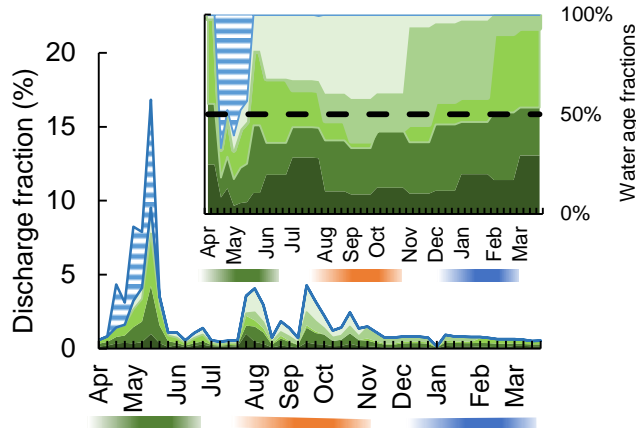 100%
20
Water age fractions
Discharge fraction (%)
15
50%
10
0%
Apr
May
Jun
Jul
Aug
Sep
Oct
Nov
Dec
Jan
Feb
Mar
5
0
Apr
May
Jun
Jul
Aug
Sep
Oct
Nov
Dec
Jan
Feb
Mar